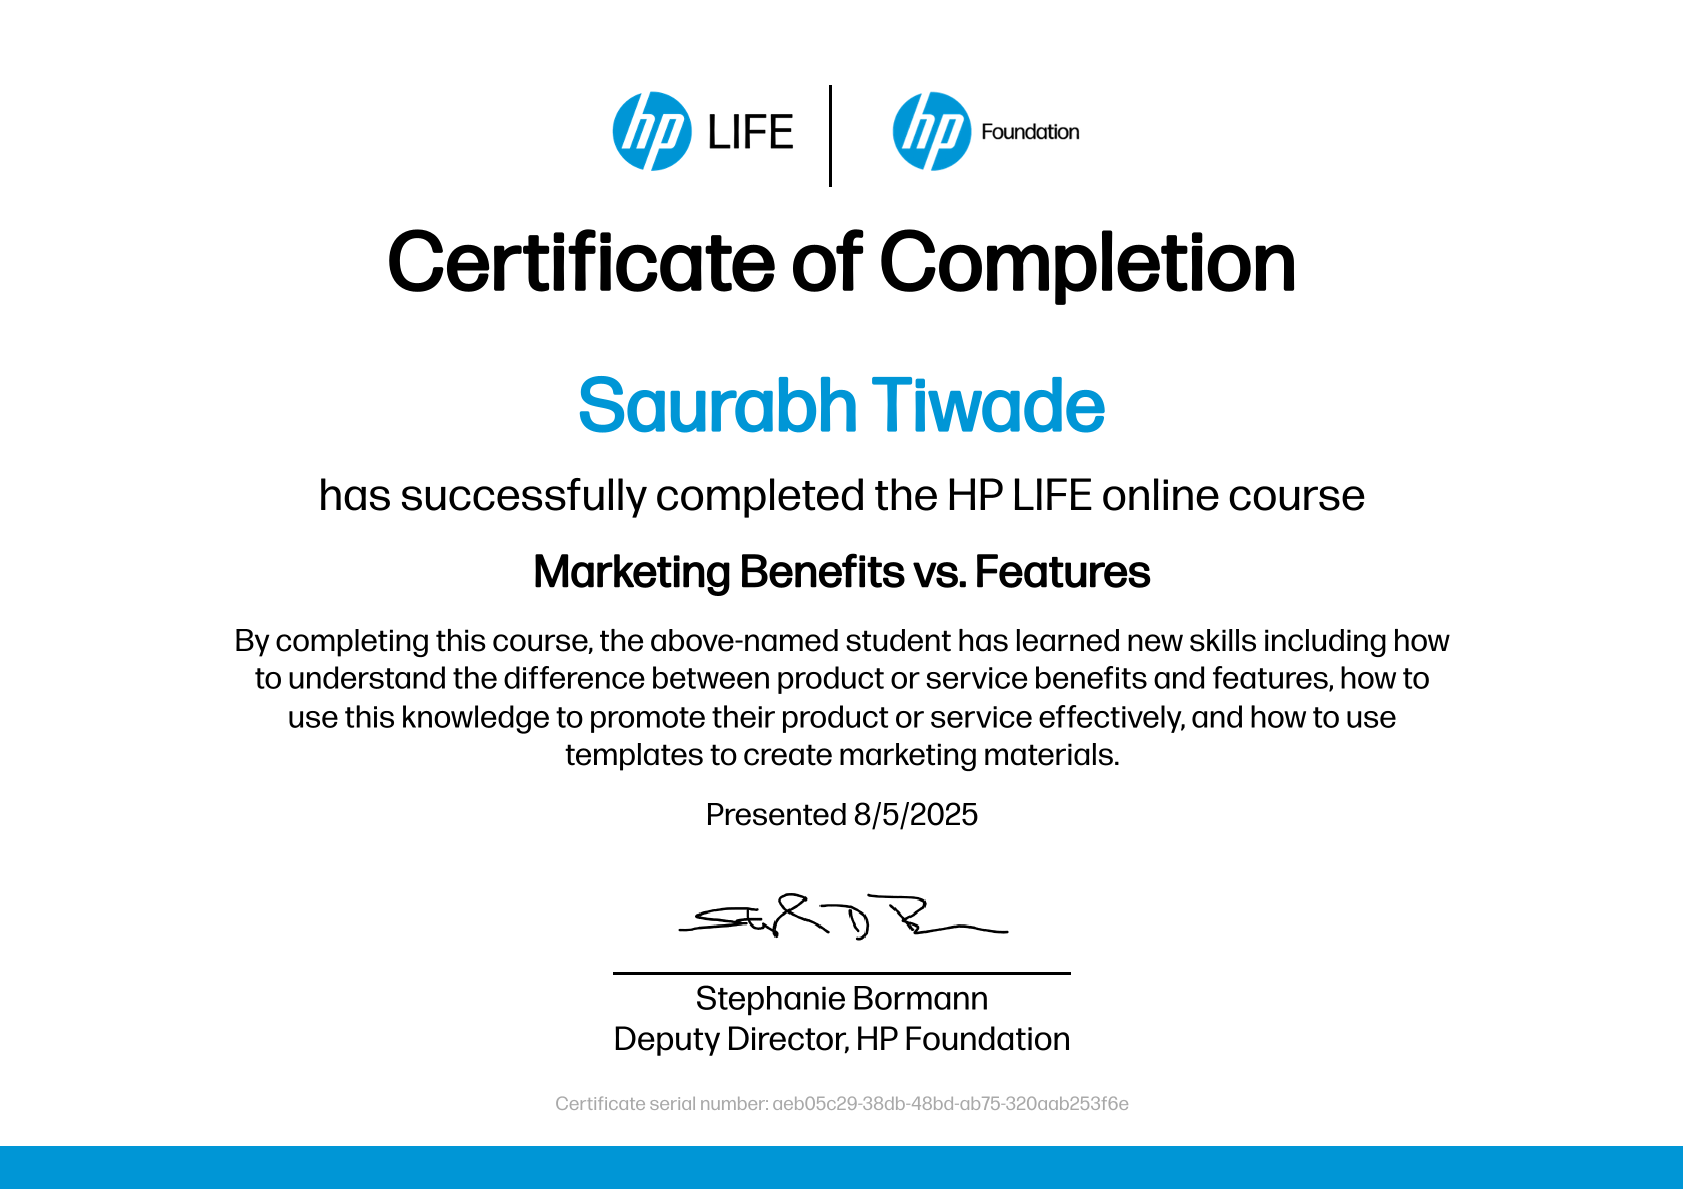 hp LIFE
hp Foundation
Certificate of Completion
Saurabh Tiwade
has successfully completed the HP LIFE online course
Marketing Benefits vs. Features
By completing this course, the above-named student has learned new skills including how
to understand the difference between product or service benefits and features, how to
use this knowledge to promote their product or service effectively, and how to use
templates to create marketing materials.
Presented 8/5/2025
Stephanie Bormann
Deputy Director, HP Foundation
Certificate serial number: aeb05c29-38db-48bd-ab75-320aab253f6e